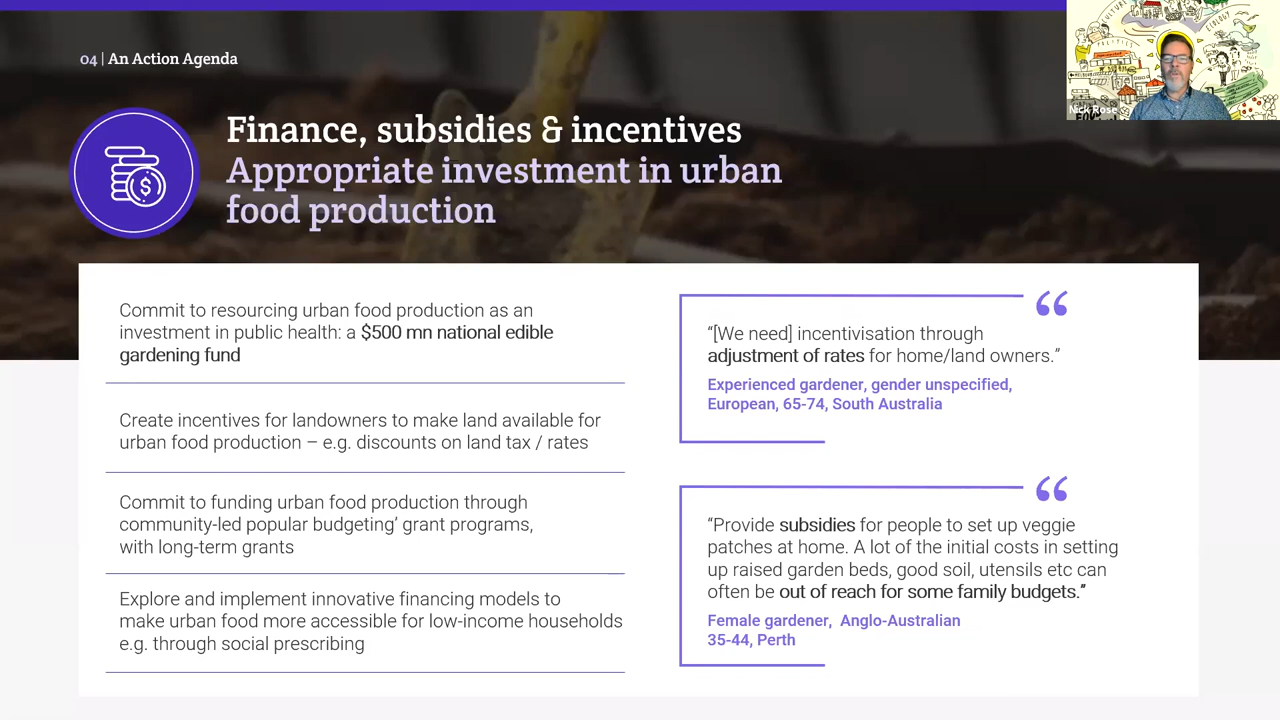 04 | An Action Agenda
Finance, subsidies & incentives
Appropriate investment in urban
food production
Commit to resourcing urban food production as an
investment in public health: a $500 mn national edible
gardening fund
Create incentives for landowners to make land available for
urban food production – e.g. discounts on land tax / rates
Commit to funding urban food production through
community-led popular budgeting’ grant programs,
with long-term grants
Explore and implement innovative financing models to
make urban food more accessible for low-income households
e.g. through social prescribing
“
“[We need] incentivisation through
adjustment of rates for home/land owners.”
Experienced gardener, gender unspecified,
European, 65-74, South Australia
“
“Provide subsidies for people to set up veggie
patches at home. A lot of the initial costs in setting
up raised garden beds, good soil, utensils etc can
often be out of reach for some family budgets.”
Female gardener, Anglo-Australian
35-44, Perth
CULTURE
ECOLOGY
POLITICS
Nick Rose